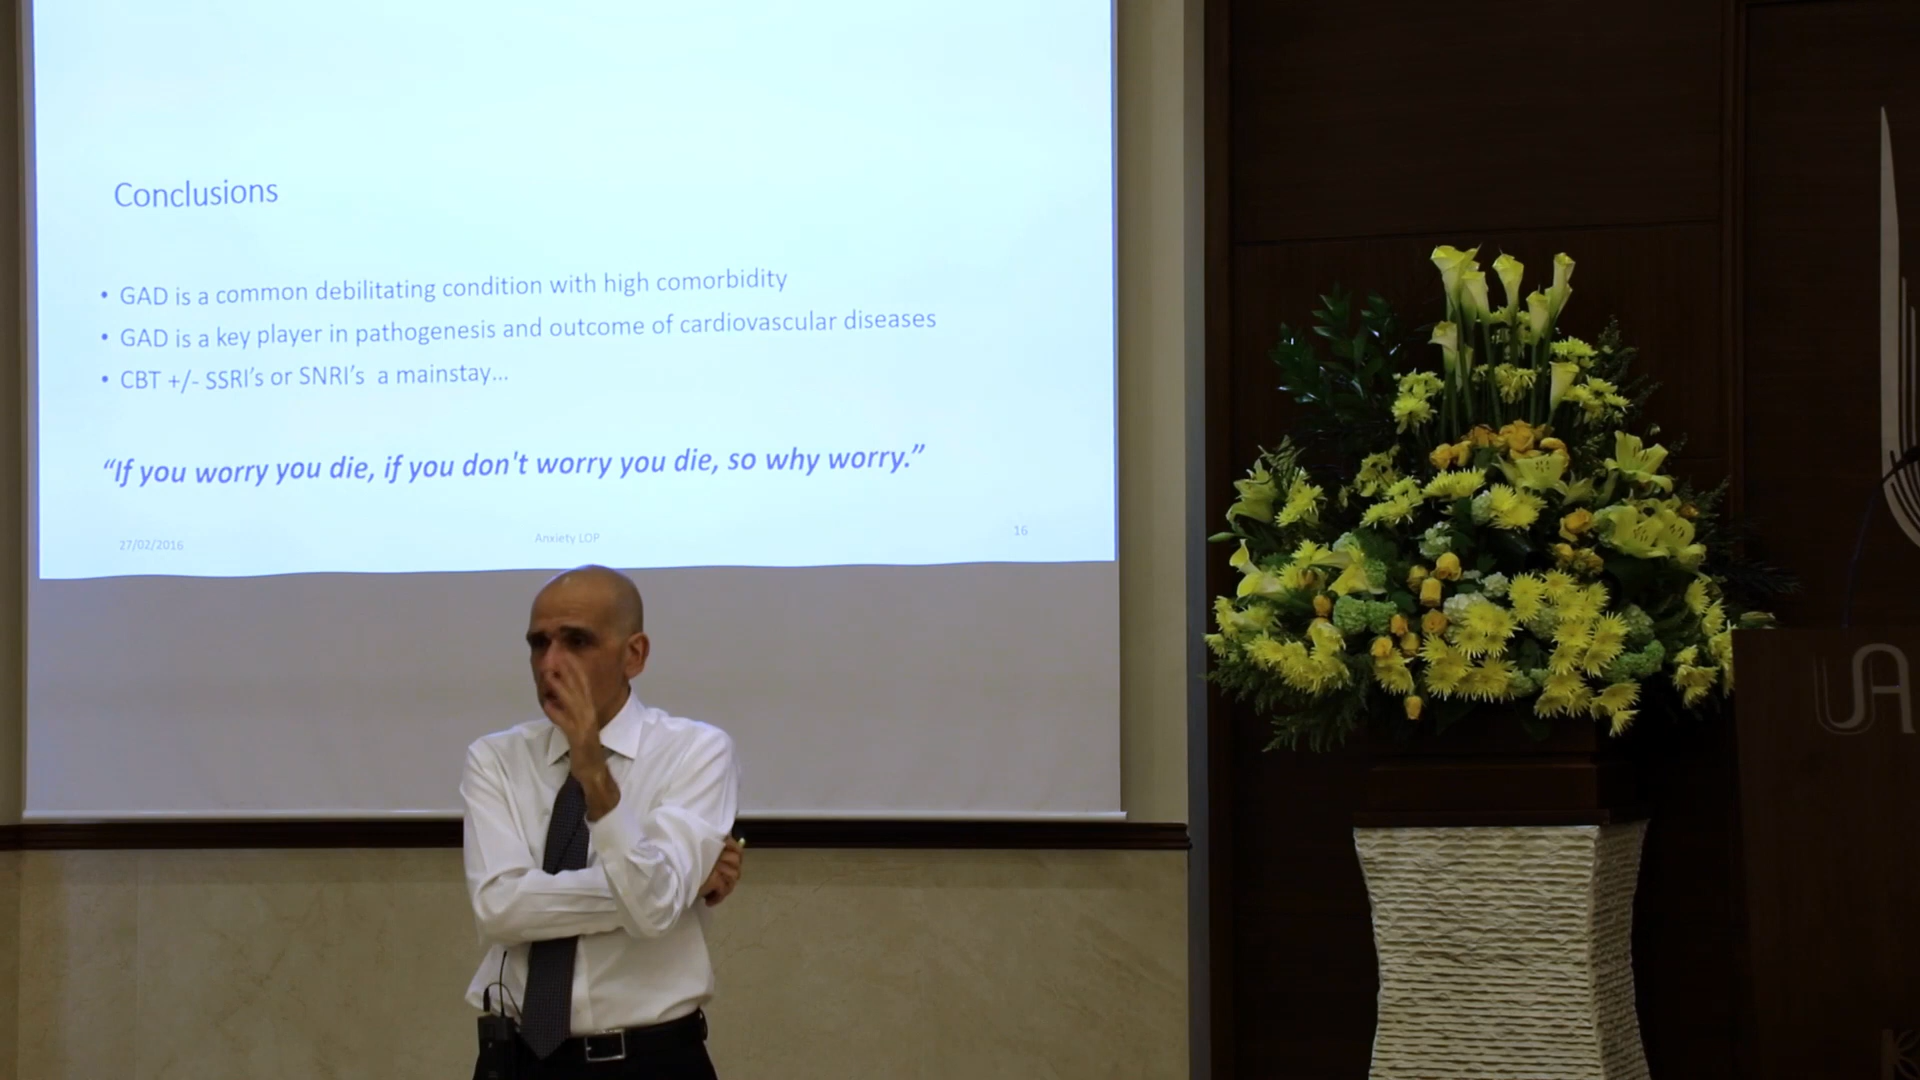 Conclusions
• GAD is a common debilitating condition with high comorbidity
• GAD is a key player in pathogenesis and outcome of cardiovascular diseases
• CBT +/- SSRI's or SNRI's a mainstay...
“If you worry you die, if you don't worry you die, so why worry.”
27/02/2016
Anxiety LOP
16